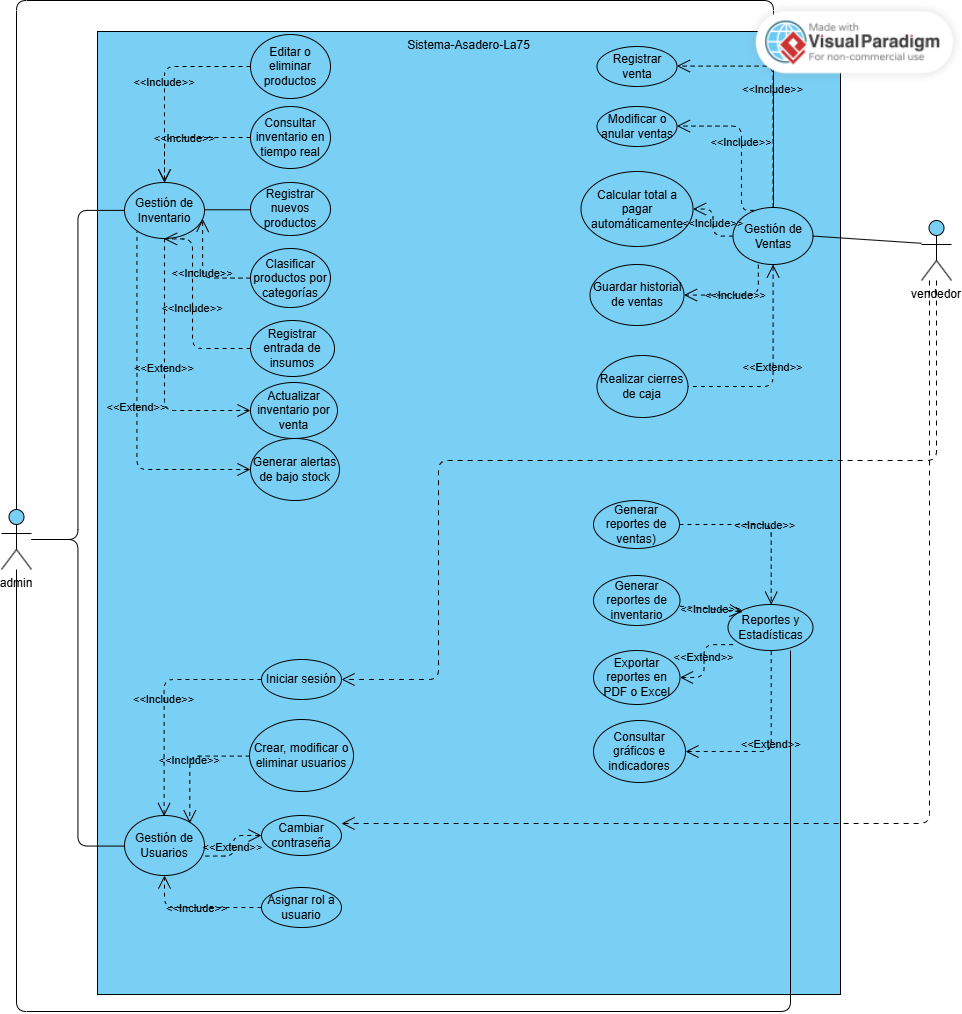 Made with
VisualParadigm
For non-commercial use
Sistema-Asadero-La75
Editar o
eliminar
productos
<<Include>>
Consultar
inventario en
tiempo real
<<Include>>
Gestión de
Inventario
Registrar
nuevos
productos
Clasificar
productos por
categorías
<<Include>>
<<Include>>
Registrar
entrada de
insumos
<<Extend>>
Actualizar
inventario por
venta
<<Extend>>
Generar alertas
de bajo stock
Registrar
venta
<<Include>>
Modificar o
anular ventas
<<Include>>
Calcular total a
pagar
automáticamente
<<Include>>
Gestión de
Ventas
Guardar historial
de ventas
<<Include>>
Realizar cierres
de caja
<<Extend>>
vendedor
admin
Generar
reportes de
ventas)
<<Include>>
Generar
reportes de
inventario
<<Include>>
Reportes y
Estadísticas
Exportar
reportes en
PDF o Excel
<<Extend>>
Consultar
gráficos e
indicadores
<<Extend>>
Iniciar sesión
<<Include>>
Crear, modificar o
eliminar usuarios
<<Include>>
Gestión de
Usuarios
Cambiar
contraseña
<<Extend>>
Asignar rol a
usuario
<<Include>>